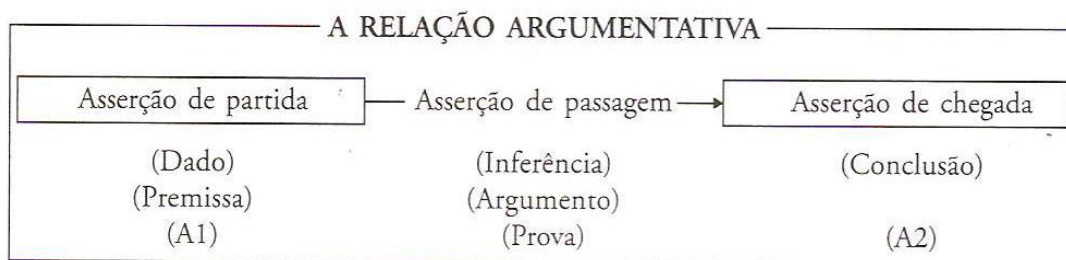 A RELAÇÃO ARGUMENTATIVA
Asserção de partida Asserção de passagem Asserção de chegada
(Dado) (Inferência) (Conclusão)
(Premissa) (Argumento)
(A1) (Prova) (A2)